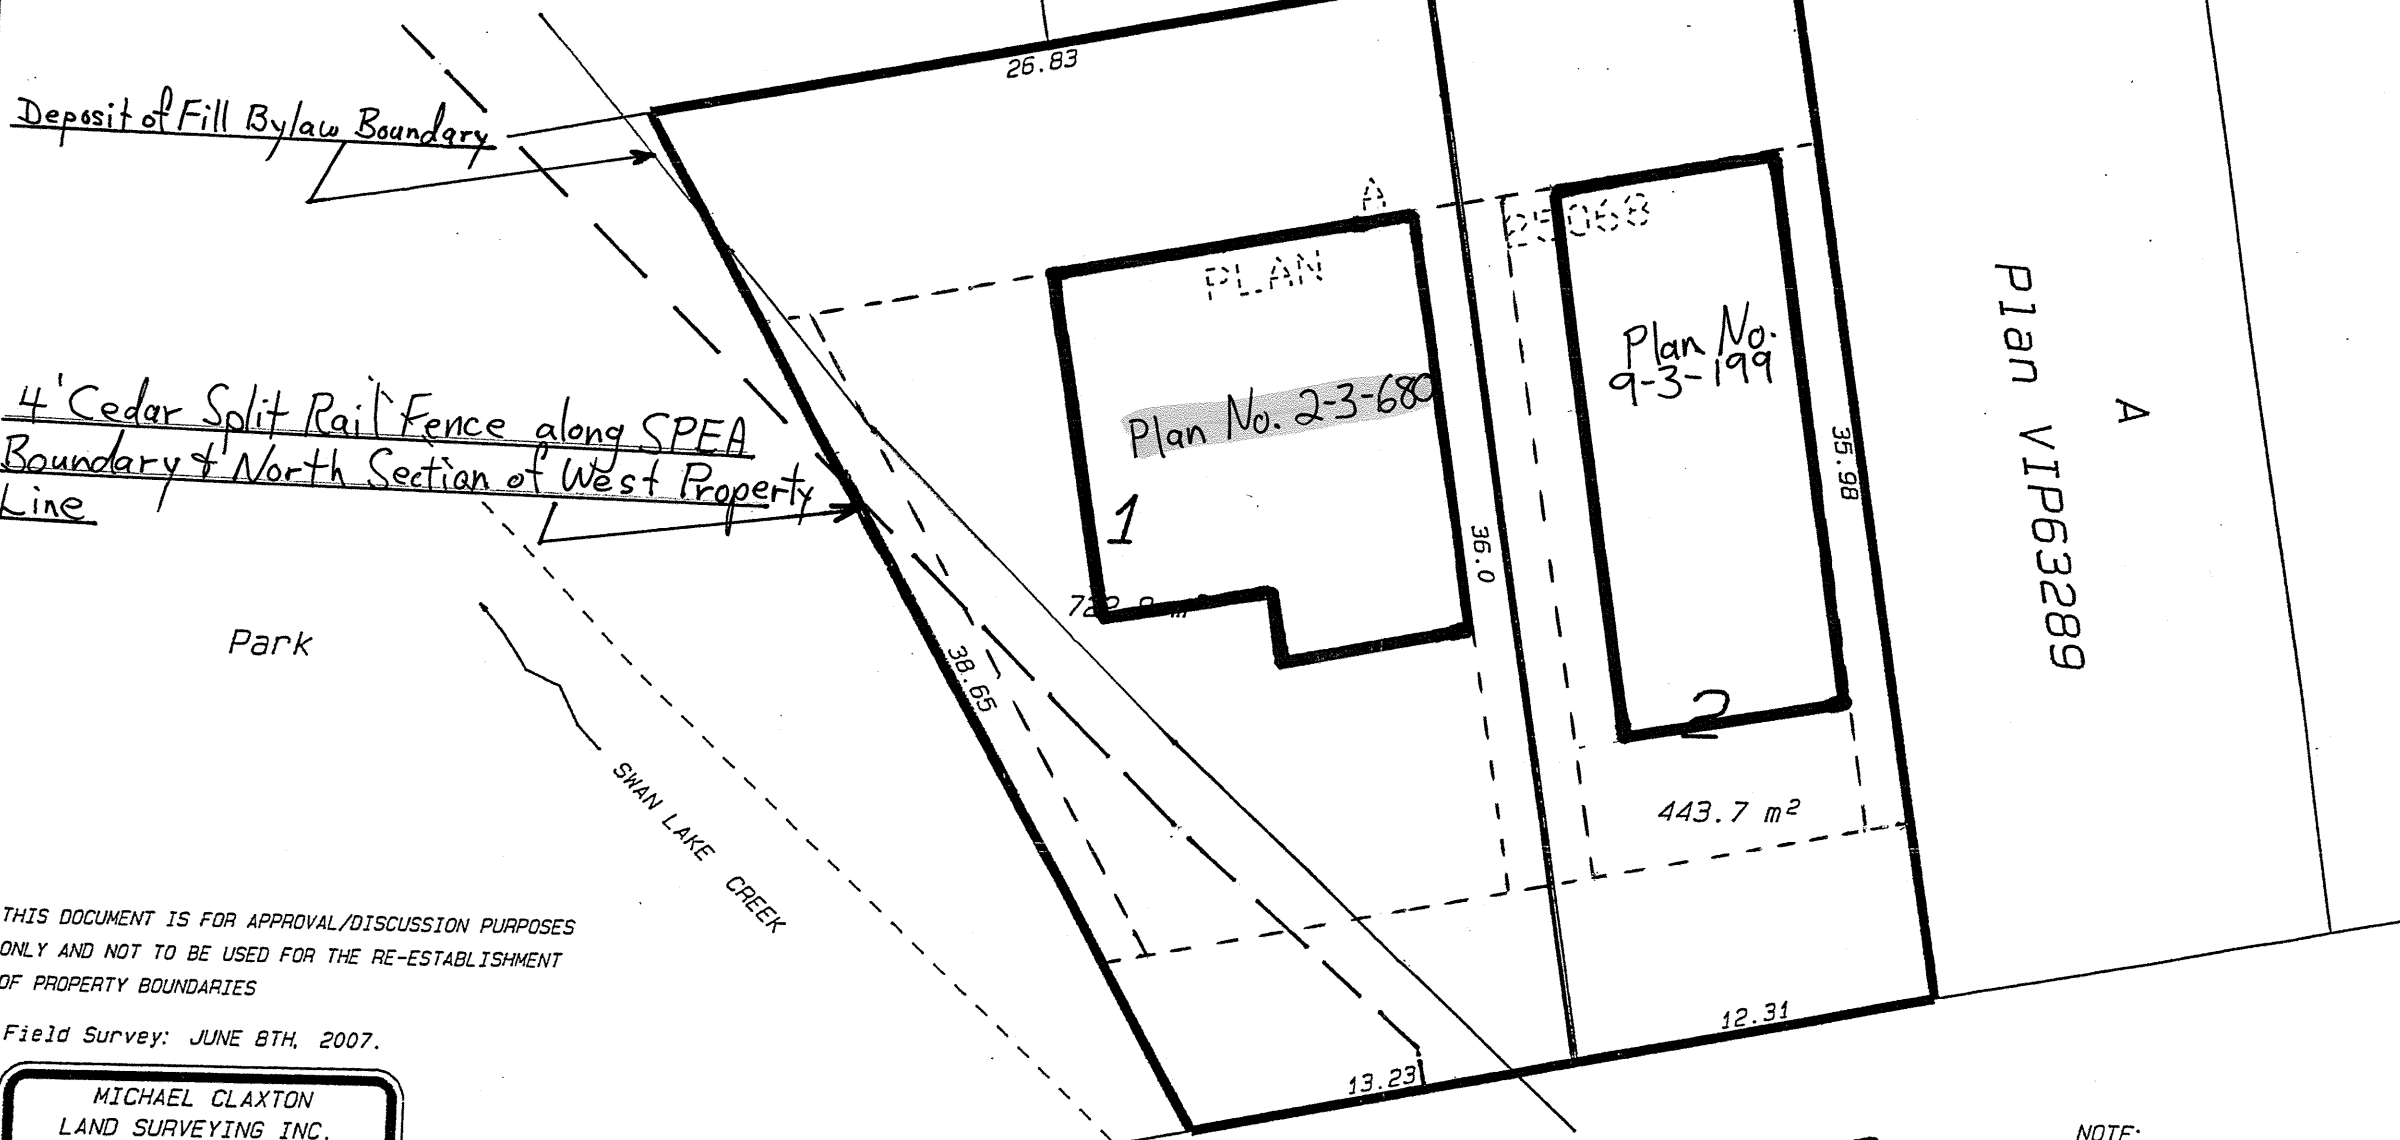 26.83
Deposit of Fill Bylaw Boundary
A
25068
PLAN
Plan No.
9-3-199
Plan No. 2-3-680
A
Plan VIP63289
4' Cedar Split Rail Fence along SPEA
Boundary & North Section of West Property
Line
35.98
36.0
1
Park
38.65
2
443.7 m²
SWAN LAKE CREEK
THIS DOCUMENT IS FOR APPROVAL/DISCUSSION PURPOSES
ONLY AND NOT TO BE USED FOR THE RE-ESTABLISHMENT
OF PROPERTY BOUNDARIES
Field Survey: JUNE 8TH, 2007.
12.31
13.23
MICHAEL CLAXTON
LAND SURVEYING INC.
NOTE: